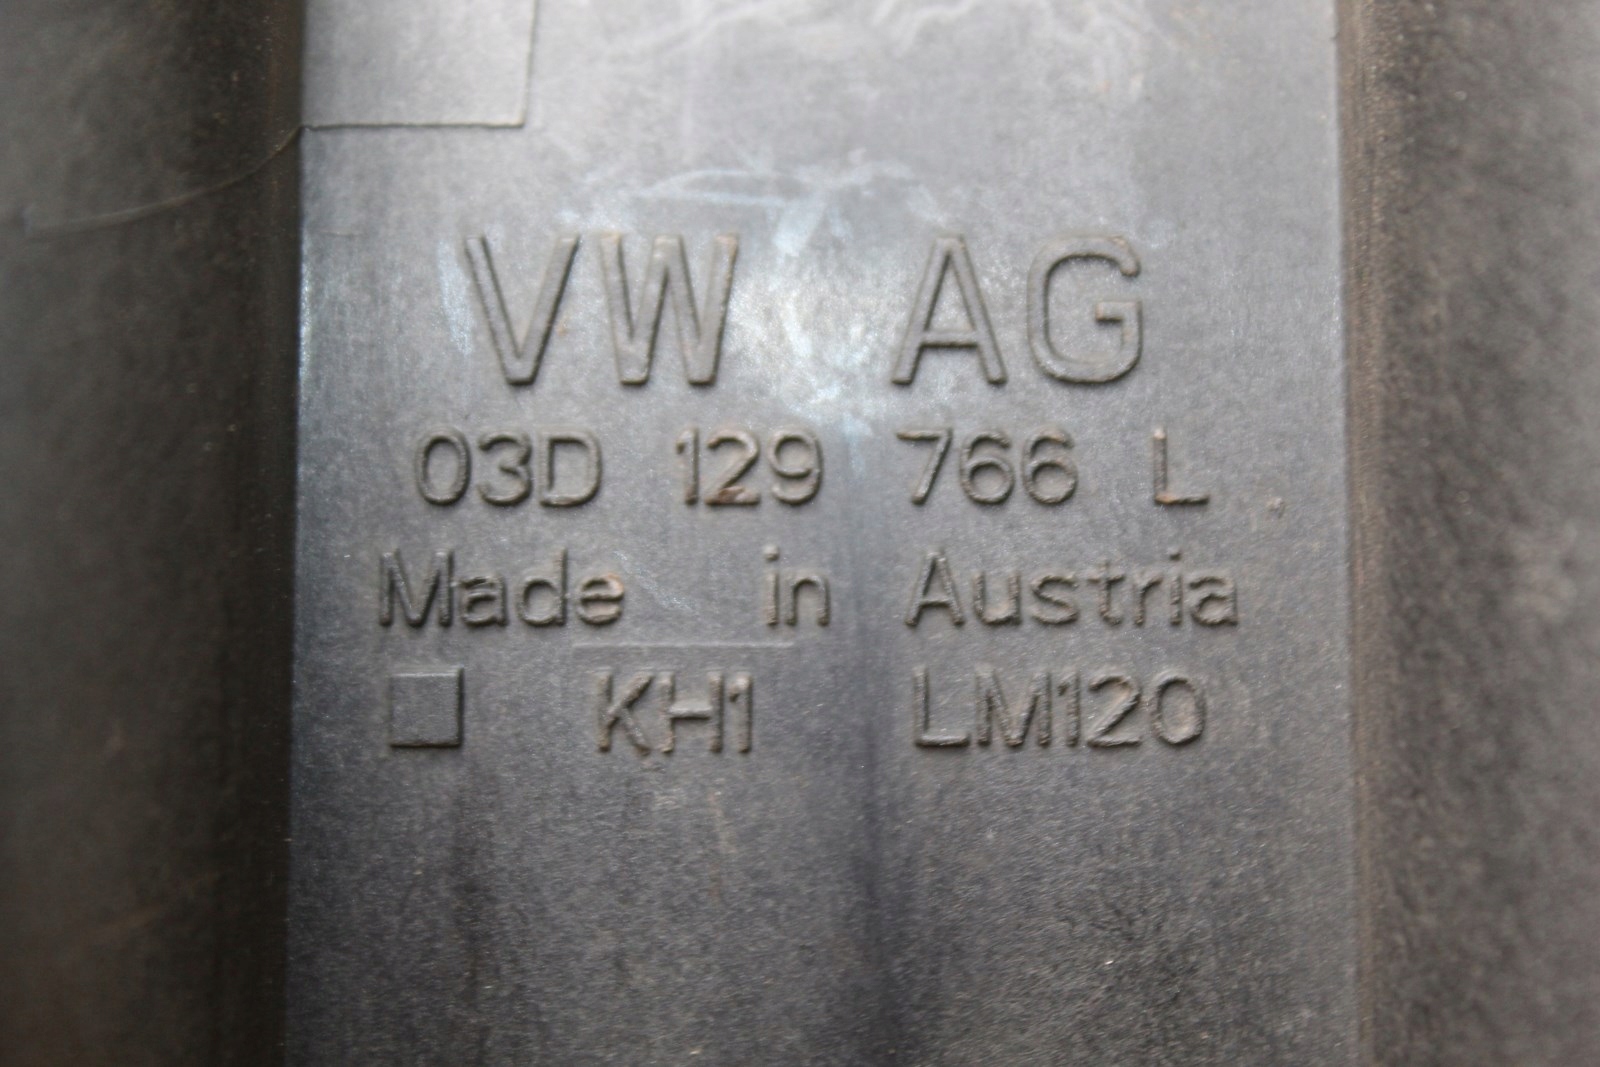 VW AG
03D 129 766 L
Made in Austria
□ KH1 LM120